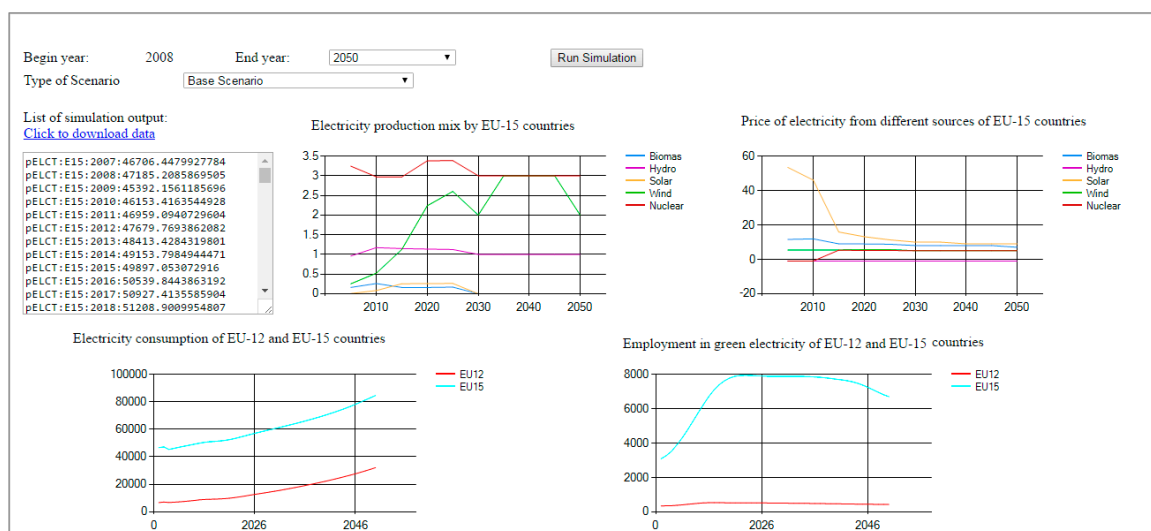 Begin year: 2008 End year: 2050 Run Simulation
Type of Scenario Base Scenario
List of simulation output:
Click to download data
pELCT:E15:2007:46706.4479927784
pELCT:E15:2008:47185.2085869505
pELCT:E15:2009:45392.1561185696
pELCT:E15:2010:46153.4163544928
pELCT:E15:2011:46959.0940729604
pELCT:E15:2012:47679.7693862082
pELCT:E15:2013:48413.4284319801
pELCT:E15:2014:49153.7984944471
pELCT:E15:2015:49897.053072916
pELCT:E15:2016:50539.8443863192
pELCT:E15:2017:50927.4135585904
pELCT:E15:2018:51208.9009954807
Electricity production mix by EU-15 countries
3.5
3
2.5
2
1.5
1
0.5
0
2010 2020 2030 2040 2050
Biomas
Hydro
Solar
Wind
Nuclear
Price of electricity from different sources of EU-15 countries
60
40
20
0
-20
2010 2020 2030 2040 2050
Biomas
Hydro
Solar
Wind
Nuclear
Electricity consumption of EU-12 and EU-15 countries
100000
80000
60000
40000
20000
0
0 2026 2046
EU12
EU15
Employment in green electricity of EU-12 and EU-15 countries
8000
6000
4000
2000
0
0 2026 2046
EU12
EU15